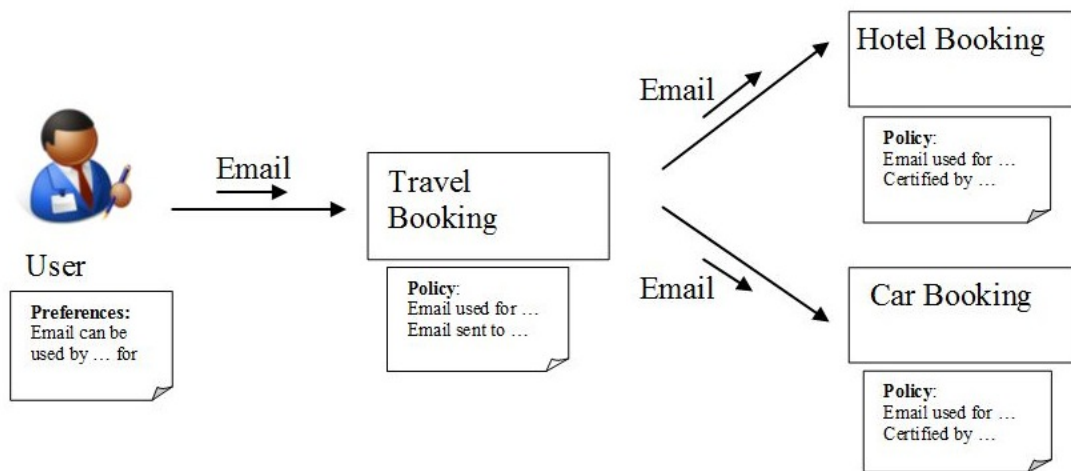 Email
User
Preferences:
Email can be
used by … for
Travel
Booking
Policy:
Email used for …
Email sent to …
Email
Hotel Booking
Policy:
Email used for …
Certified by …
Email
Car Booking
Policy:
Email used for …
Certified by …